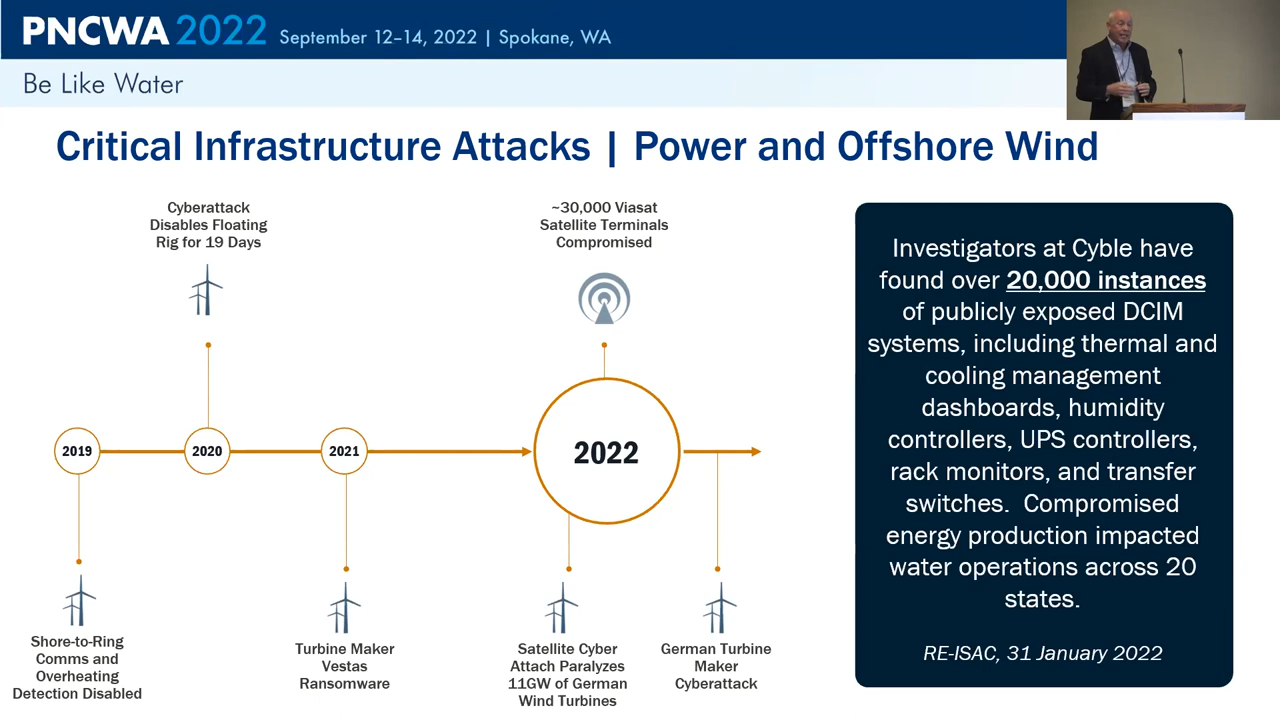 PNCWA 2022 September 12–14, 2022 | Spokane, WA
Be Like Water
Critical Infrastructure Attacks | Power and Offshore Wind
Cyberattack
Disables Floating
Rig for 19 Days
~30,000 Viasat
Satellite Terminals
Compromised
2019
2020
2021
2022
Shore-to-Ring
Comms and
Overheating
Detection Disabled
Turbine Maker
Vestas
Ransomware
Satellite Cyber
Attach Paralyzes
11GW of German
Wind Turbines
German Turbine
Maker
Cyberattack
Investigators at Cyble have
found over 20,000 instances
of publicly exposed DCIM
systems, including thermal and
cooling management
dashboards, humidity
controllers, UPS controllers,
rack monitors, and transfer
switches. Compromised
energy production impacted
water operations across 20
states.
RE-ISAC, 31 January 2022